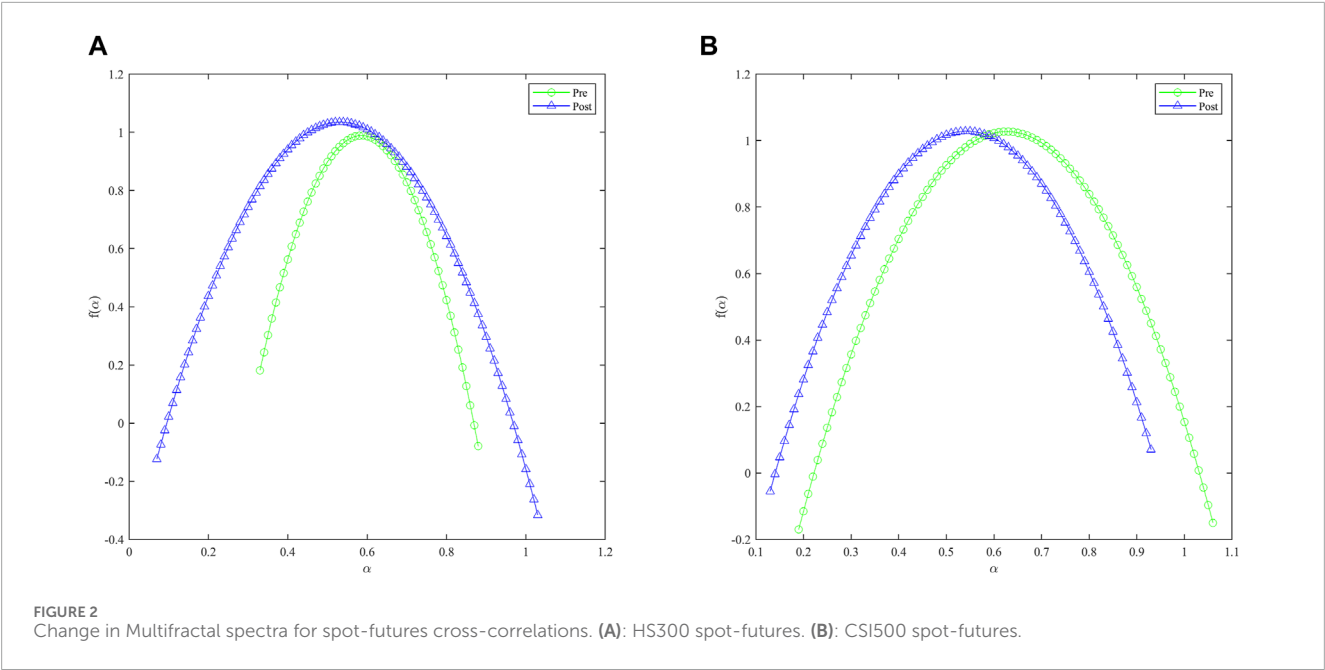 A
1.2
1
0.8
0.6
0.4
0.2
0
-0.2
-0.4
f(α)
0 0.2 0.4 0.6 0.8 1 1.2
α
Pre
Post
B
1.2
1
0.8
0.6
0.4
0.2
0
-0.2
f(α)
0.1 0.2 0.3 0.4 0.5 0.6 0.7 0.8 0.9 1 1.1
α
Pre
Post
FIGURE 2
Change in Multifractal spectra for spot-futures cross-correlations. (A): HS300 spot-futures. (B): CSI500 spot-futures.